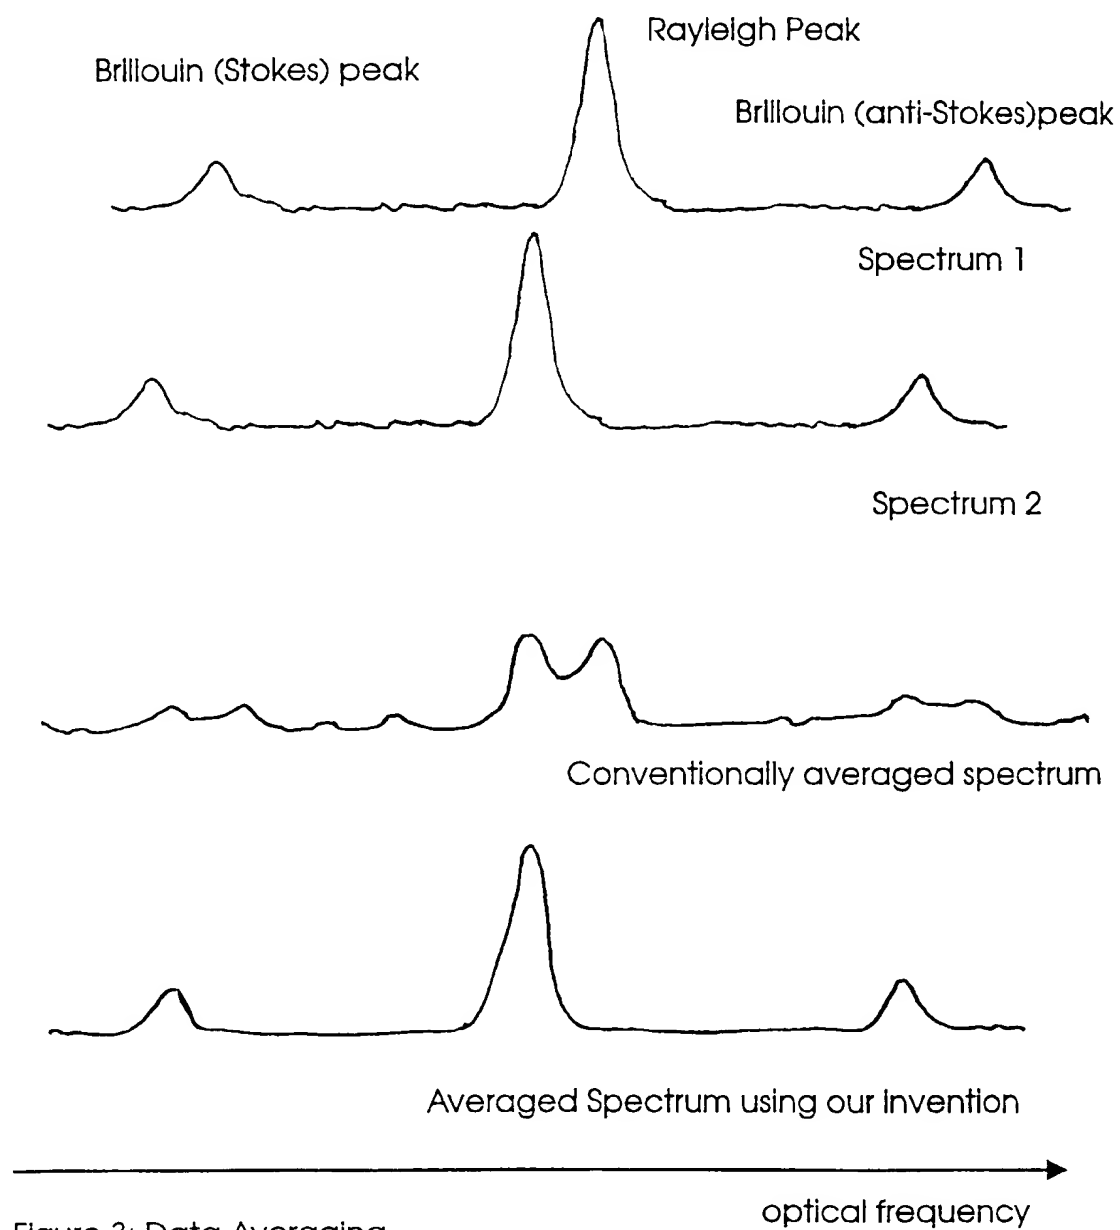 Rayleigh Peak
Brillouin (Stokes) peak
Brillouin (anti-Stokes)peak
Spectrum 1
Spectrum 2
Conventionally averaged spectrum
Averaged Spectrum using our invention
optical frequency
Figure 3: Data Averaging